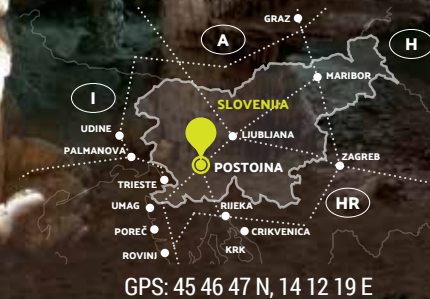 GRAZ
A
H
MARIBOR
I
SLOVENIJA
UDINE
LJUBLJANA
PALMANOVA
POSTOJNA
ZAGREB
TRIESTE
HR
UMAG
RIJEKA
POREČ
CRIKVENICA
KRK
ROVINJ
GPS: 45 46 47 N, 14 12 19 E